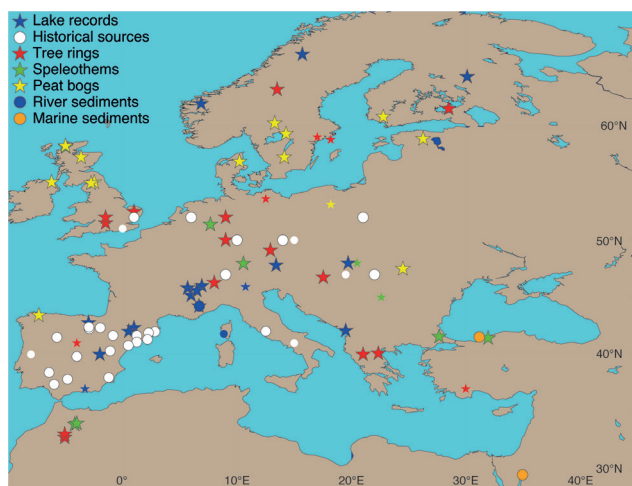 Lake records
Historical sources
Tree rings
Speleothems
Peat bogs
River sediments
Marine sediments
60°N
50°N
40°N
30°N
0°
10°E
20°E
30°E
40°E